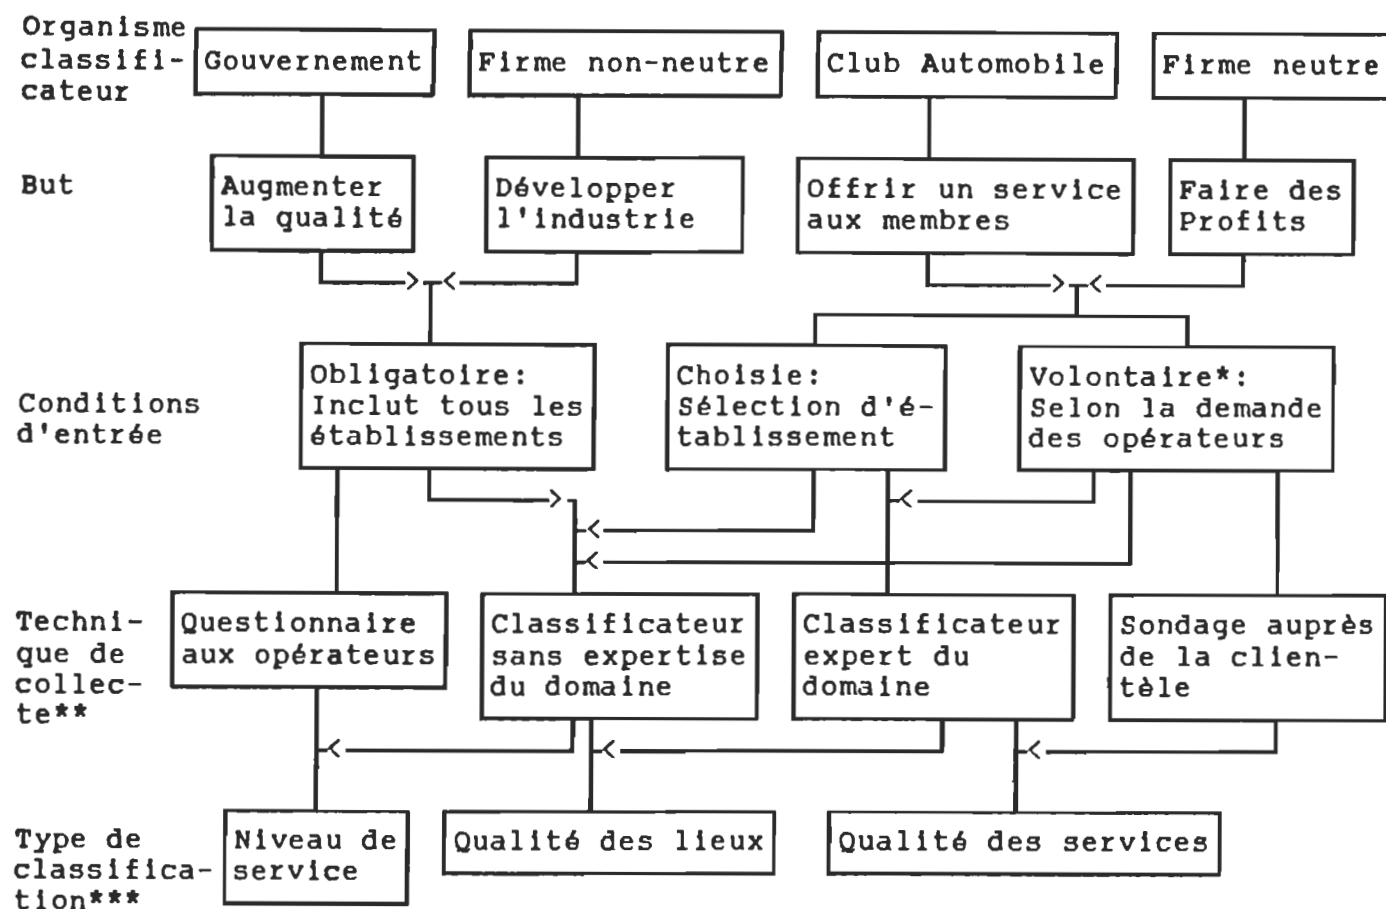 Organisme
classifi-
cateur
Gouvernement
Firme non-neutre
Club Automobile
Firme neutre
But
Augmenter
la qualité
Développer
l'industrie
Offrir un service
aux membres
Faire des
Profits
Conditions
d'entrée
Obligatoire:
Inclut tous les
établissements
Choisie:
Sélection d'é-
tablissement
Volontaire*:
Selon la demande
des opérateurs
Techni-
que de
collec-
te**
Questionnaire
aux opérateurs
Classificateur
sans expertise
du domaine
Classificateur
expert du
domaine
Sondage auprès
de la clien-
tèle
Type de
classifica-
tion***
Niveau de
service
Qualité des lieux
Qualité des services